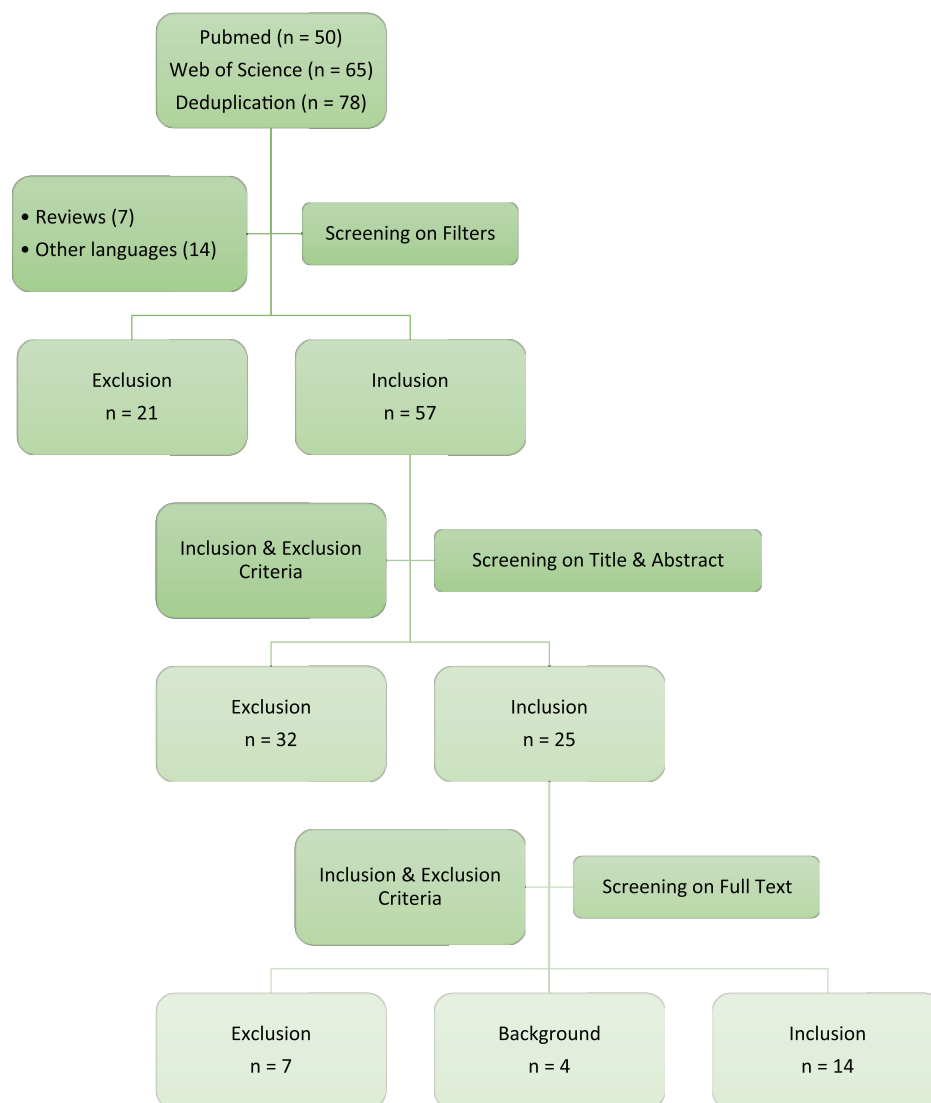 Pubmed (n = 50)
Web of Science (n = 65)
Deduplication (n = 78)
• Reviews (7)
• Other languages (14)
Screening on Filters
Exclusion
n = 21
Inclusion
n = 57
Inclusion & Exclusion
Criteria
Screening on Title & Abstract
Exclusion
n = 32
Inclusion
n = 25
Inclusion & Exclusion
Criteria
Screening on Full Text
Exclusion
n = 7
Background
n = 4
Inclusion
n = 14